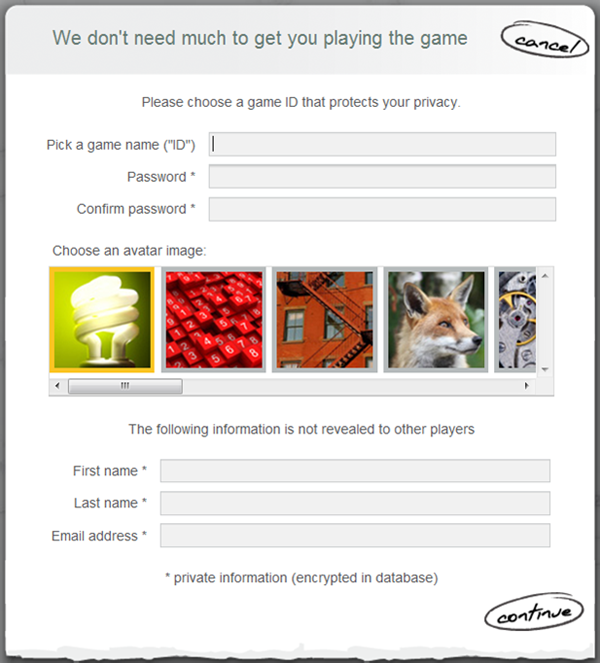 We don't need much to get you playing the game
cancel
Please choose a game ID that protects your privacy.
Pick a game name ("ID")
Password *
Confirm password *
Choose an avatar image:
The following information is not revealed to other players
First name *
Last name *
Email address *
* private information (encrypted in database)
continue